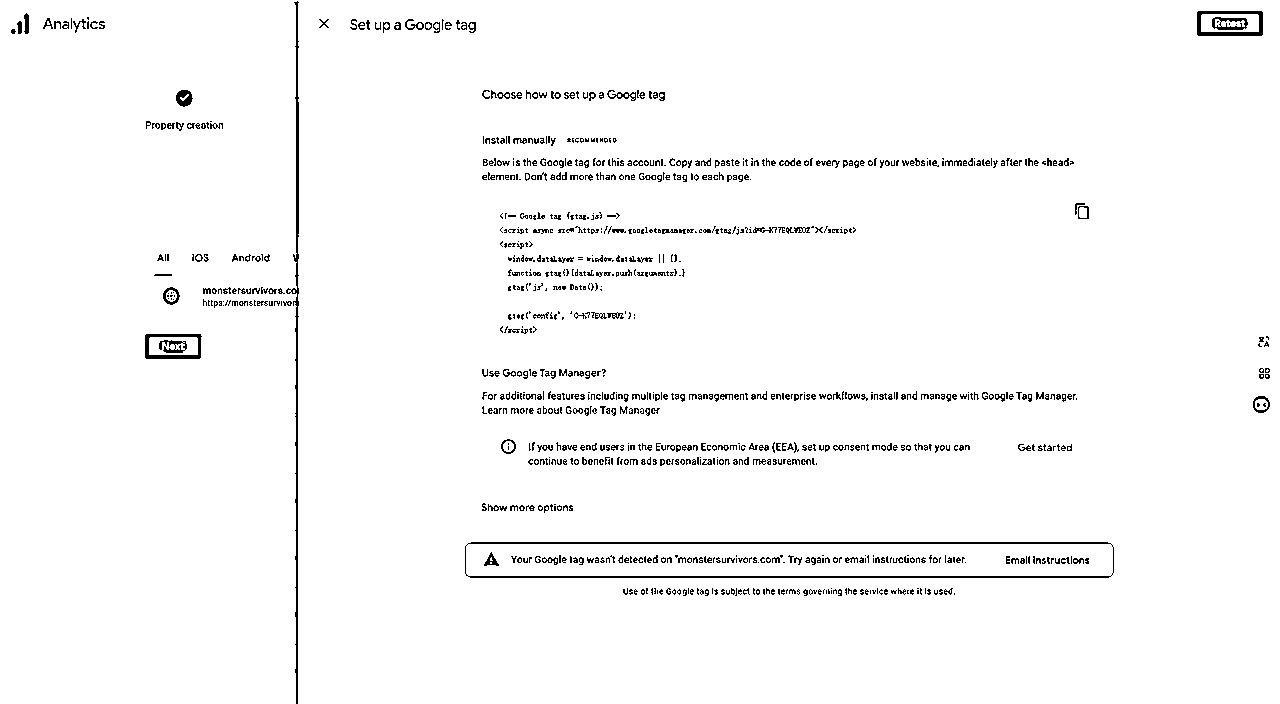 Analytics
Set up a Google tag
Retest
Property creation
All iOS Android
monstersurvivors.co
https://monstersurvivors
Next
Choose how to set up a Google tag
Install manually RECOMMENDED
Below is the Google tag for this account. Copy and paste it in the code of every page of your website, immediately after the <head>
element. Don't add more than one Google tag to each page.
<!-- Google tag (gtag.js) -->
<script async src="https://www.googletagmanager.com/gtag/js?id=G-K77EQLWEOZ"></script>
<script>
window.dataLayer = window.dataLayer || [];
function gtag(){dataLayer.push(arguments);}
gtag('js', new Date());
gtag('config', 'G-K77EQLWEOZ');
</script>
Use Google Tag Manager?
For additional features including multiple tag management and enterprise workflows, install and manage with Google Tag Manager.
Learn more about Google Tag Manager
If you have end users in the European Economic Area (EEA), set up consent mode so that you can
continue to benefit from ads personalization and measurement.
Get started
Show more options
Your Google tag wasn't detected on "monstersurvivors.com". Try again or email instructions for later.
Email instructions
Use of the Google tag is subject to the terms governing the service where it is used.